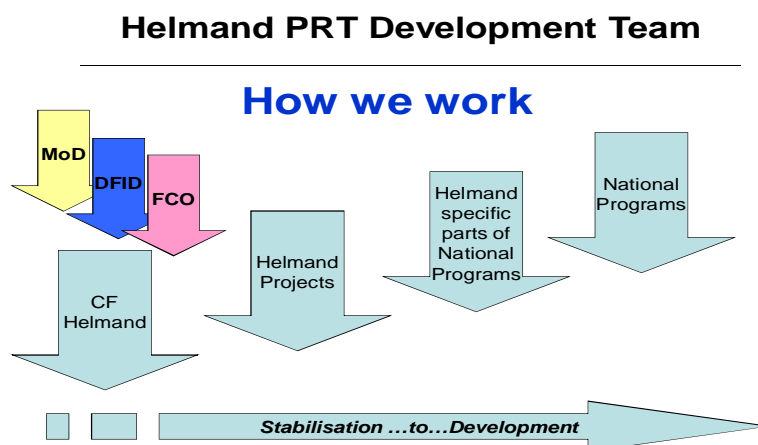 Helmand PRT Development Team
How we work
MoD
DFID
FCO
CF
Helmand
Helmand
Projects
Helmand
specific
parts of
National
Programs
National
Programs
Stabilisation …to…Development